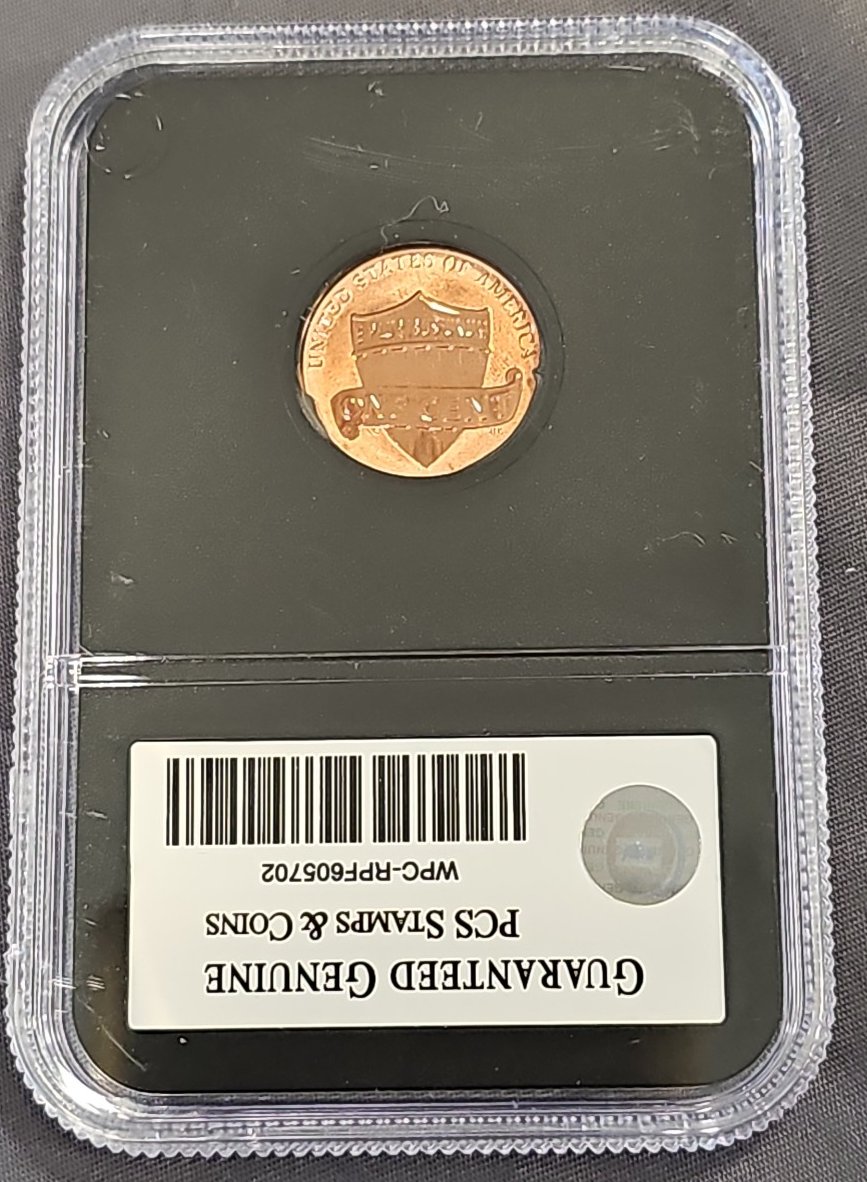 UNITED STATES OF AMERICA
E PLURIBUS UNUM
ONE CENT
GUARANTEED GENUINE
PCS STAMPS & COINS
WPC-RPF605702